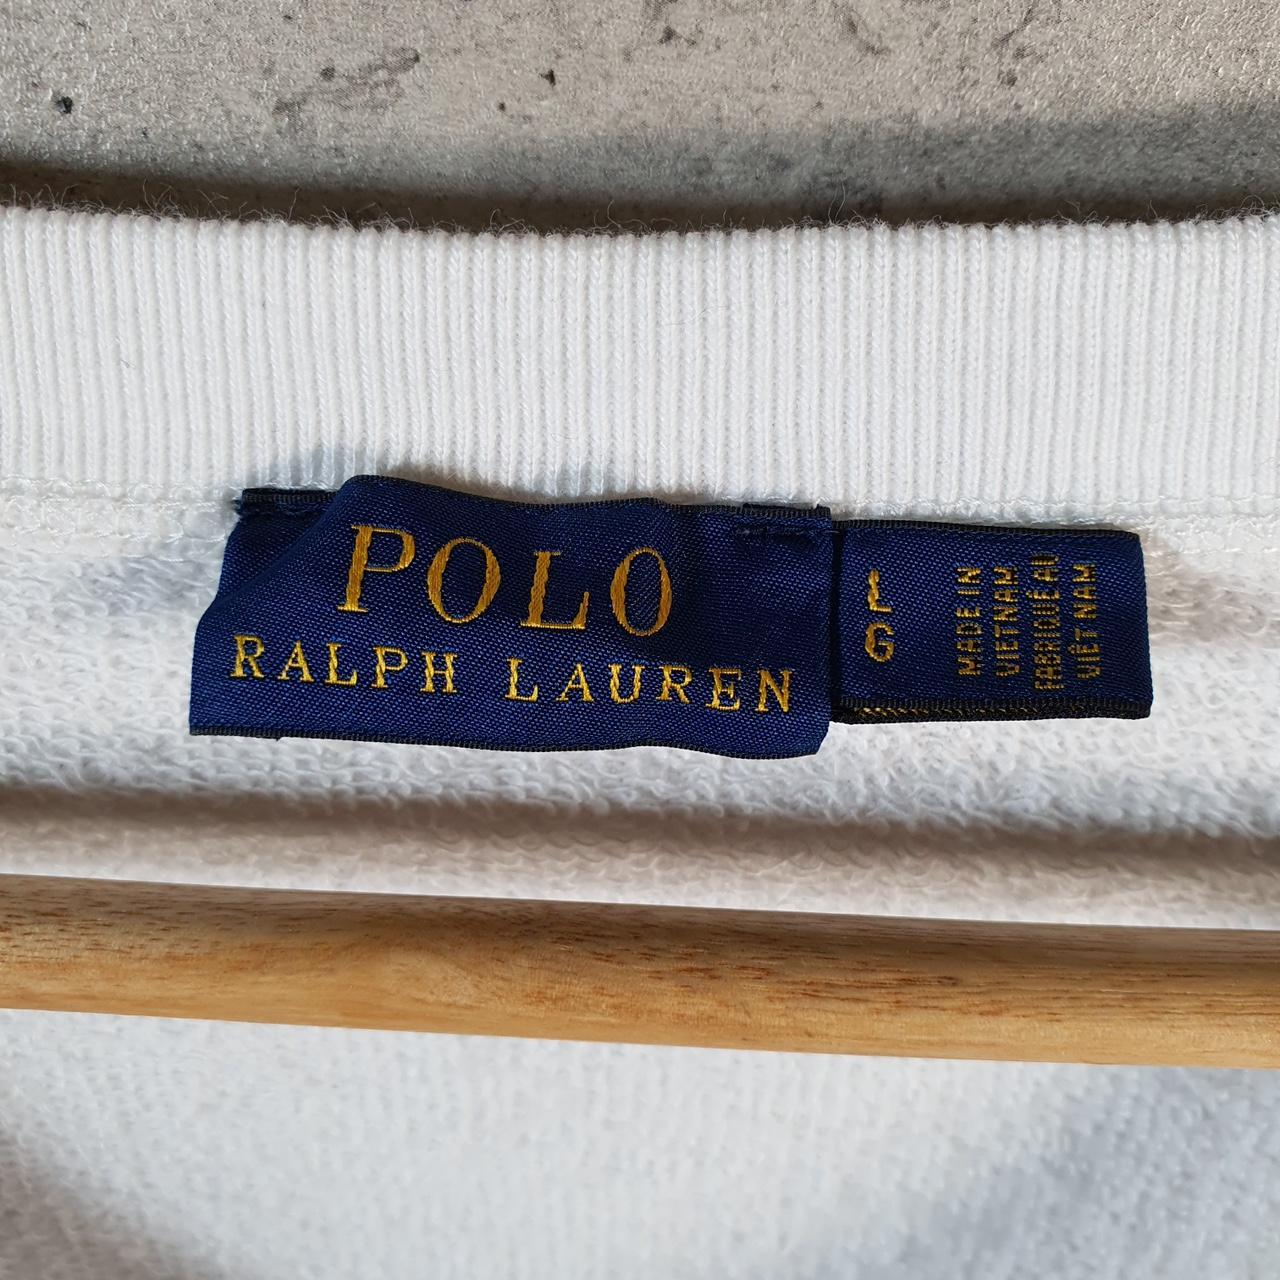 POLO
RALPH LAUREN
L
G
MADE IN
VIETNAM
FABRIQUÉ AU
VIÊT NAM